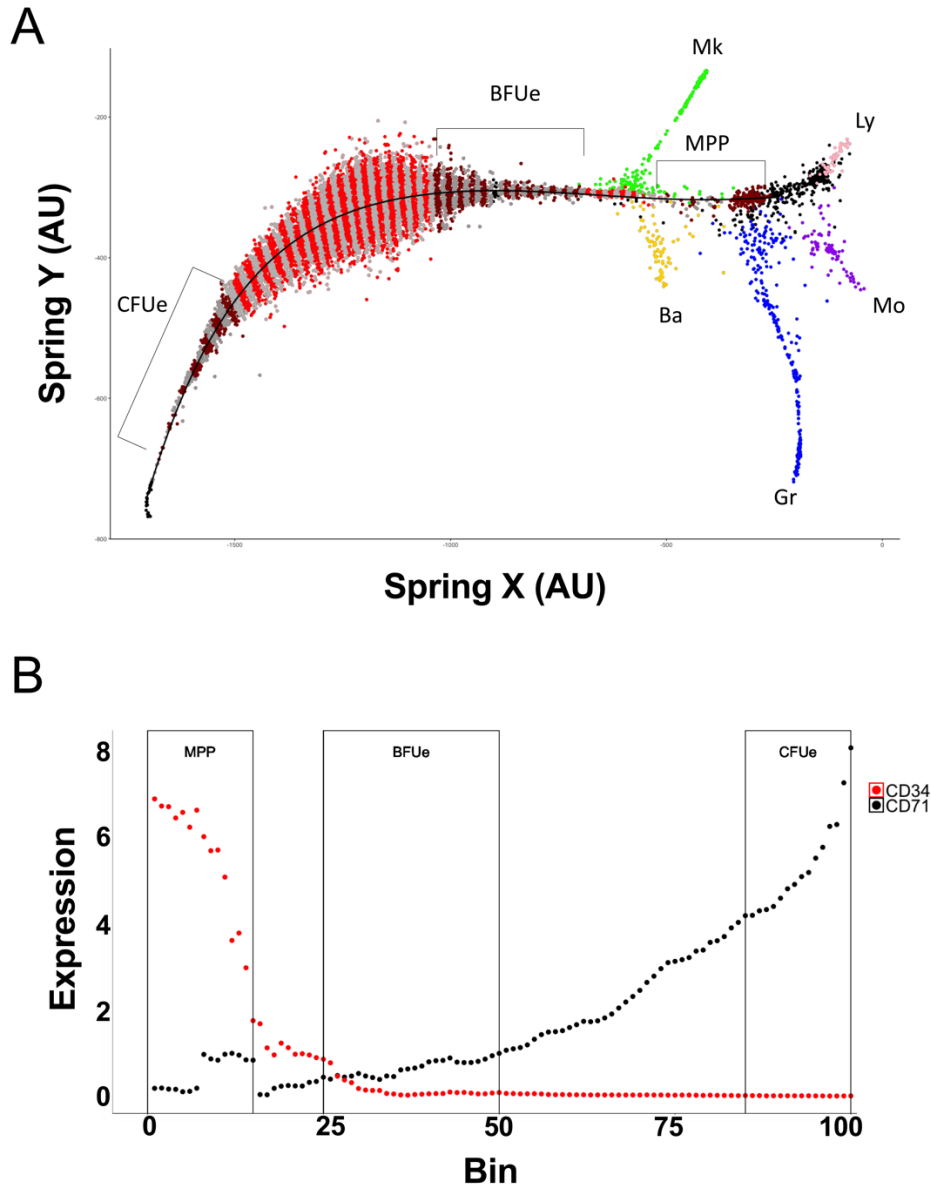 A
Mk
BFUe
Ly
MPP
-200
CFUe
Spring Y (AU)
-400
Ba
Mo
-600
Gr
-800
-1500
-1000
-500
0
Spring X (AU)
B
8
MPP
BFUe
CFUe
CD34
CD71
6
Expression
4
2
0
0
25
50
75
100
Bin